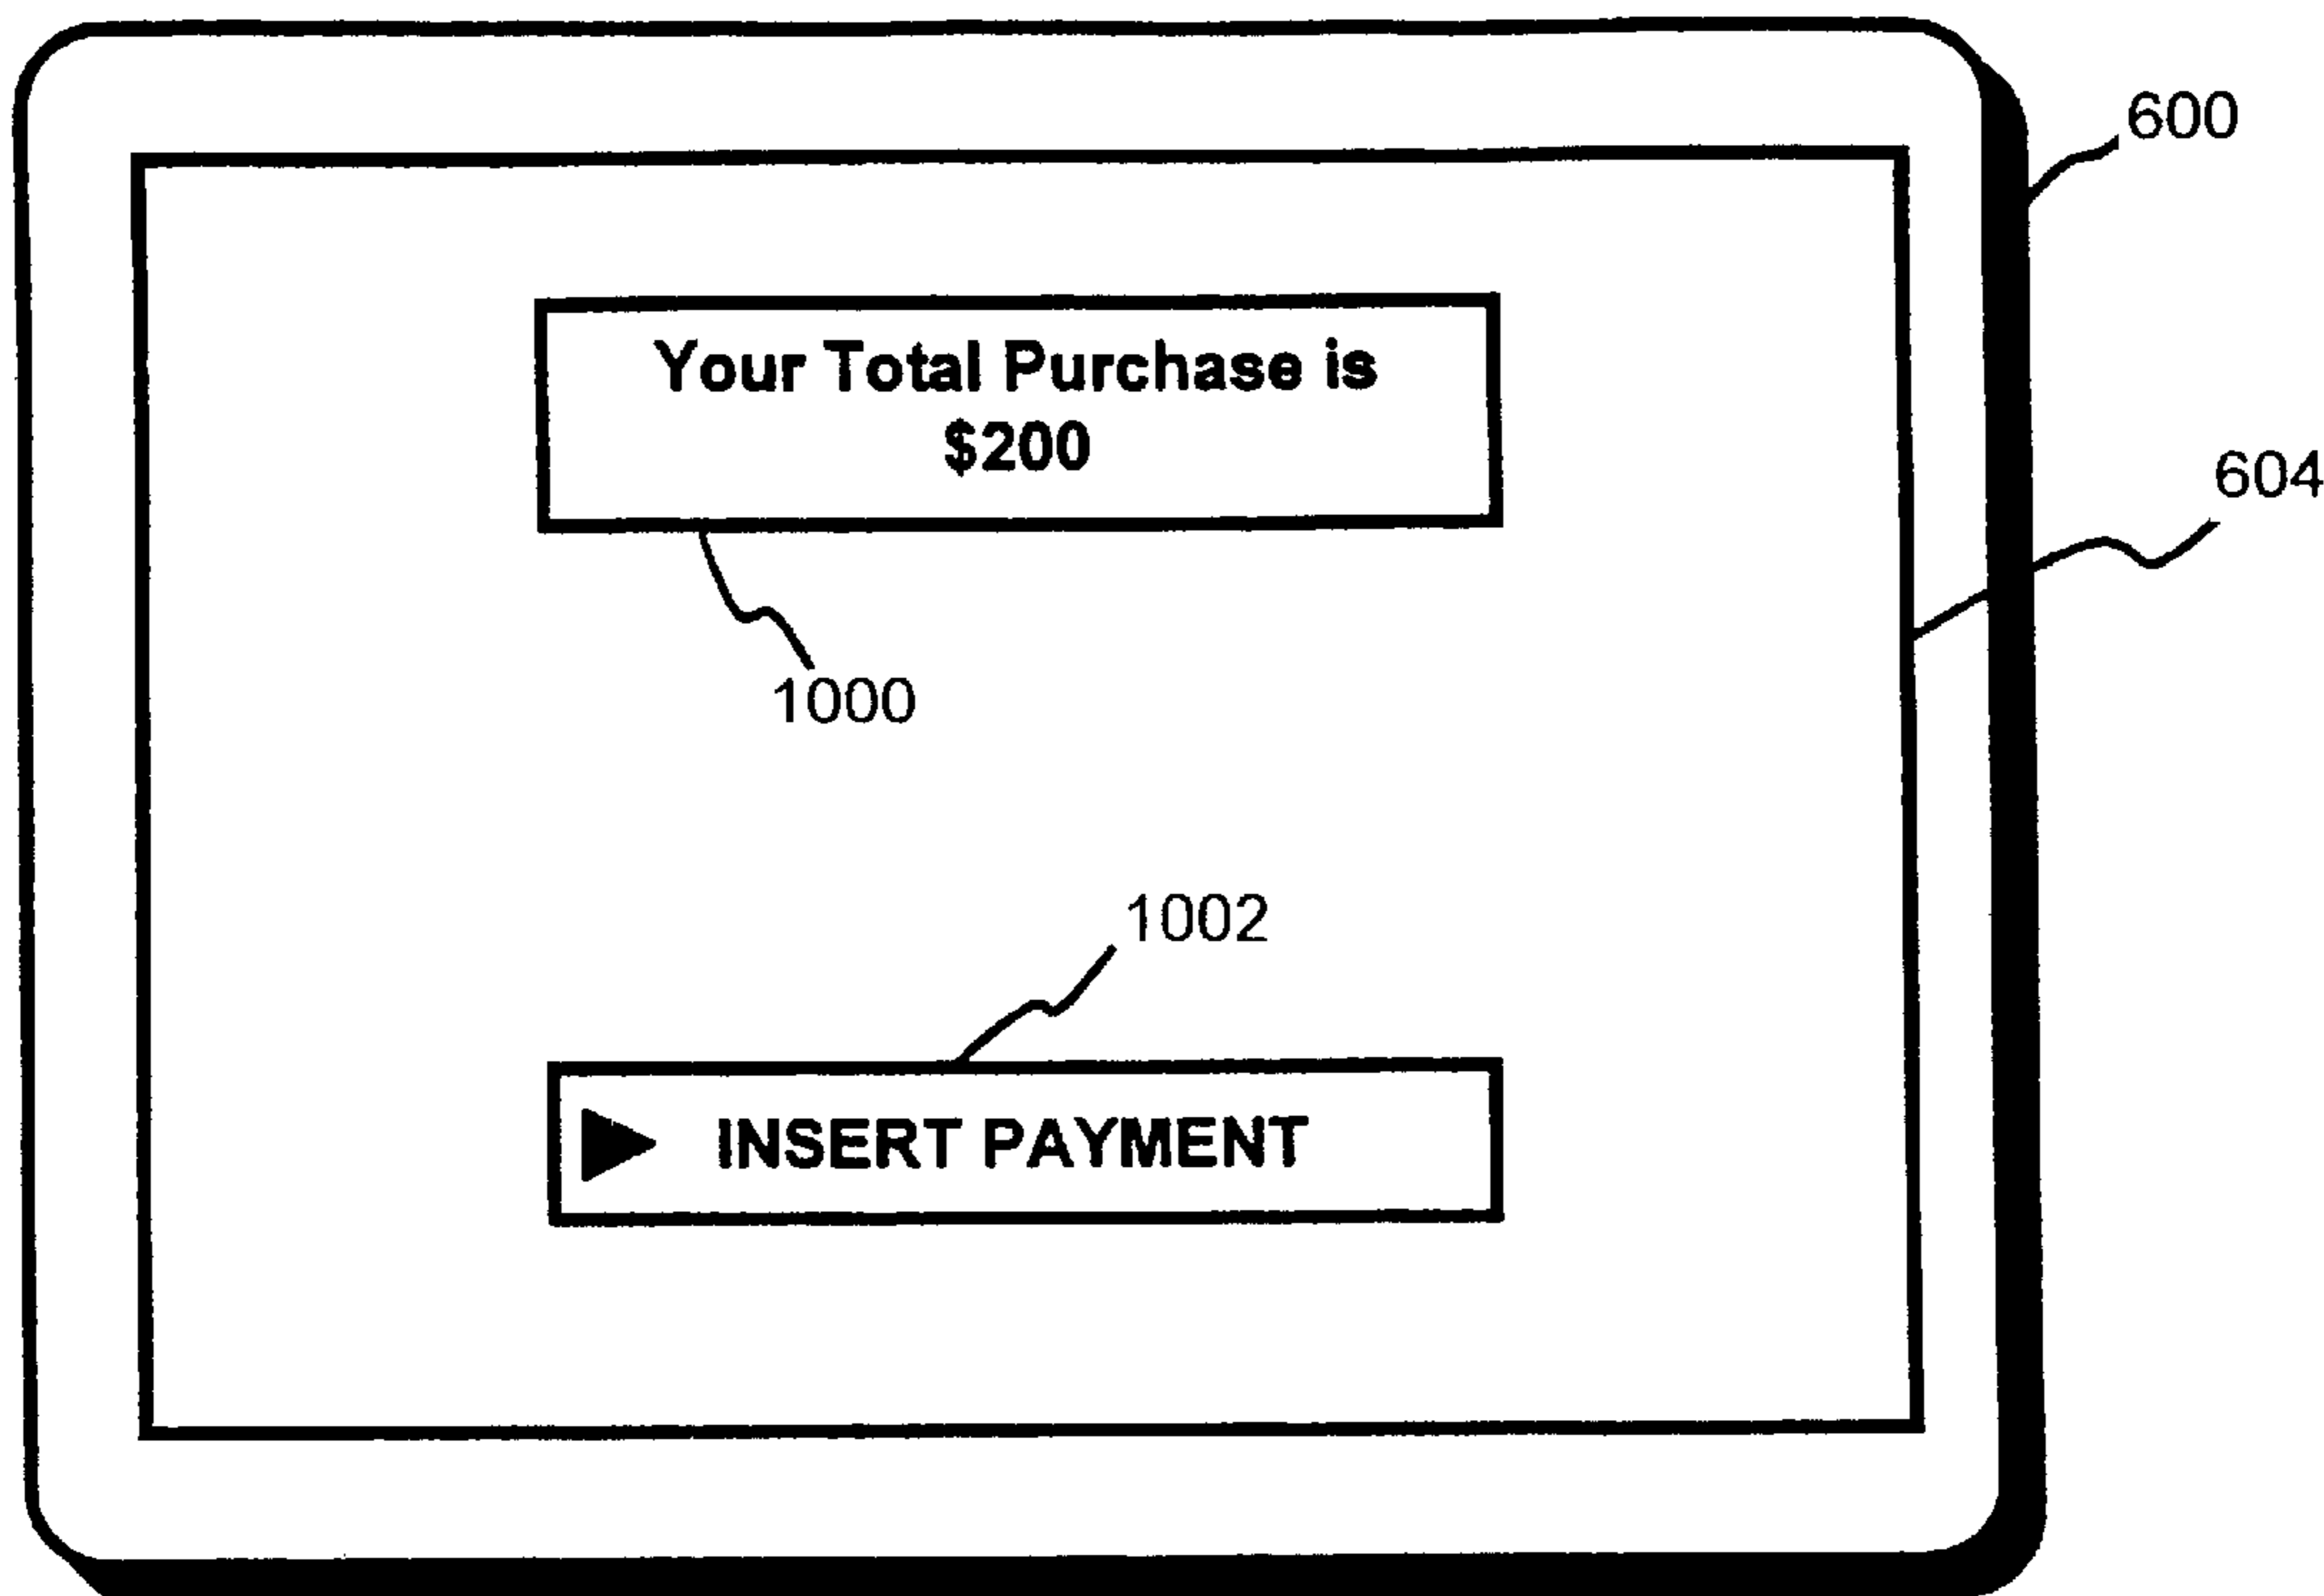 600
Your Total Purchase is
$200
604
1000
1002
INSERT PAYMENT